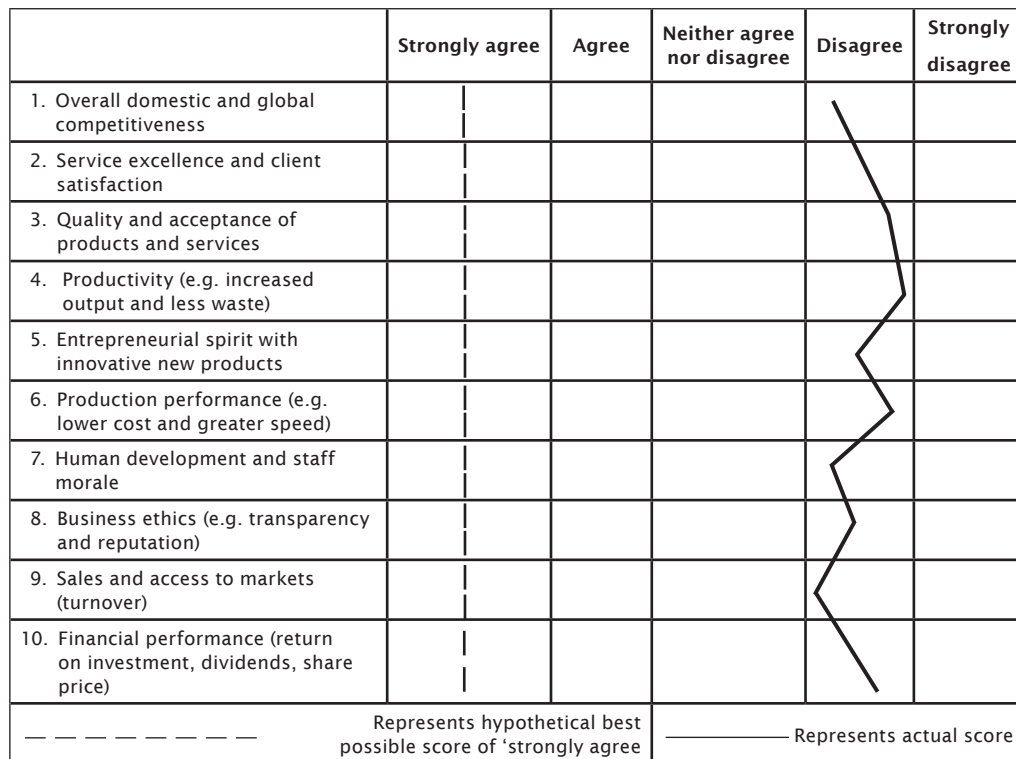 Strongly agree
Agree
Neither agree
nor disagree
Disagree
Strongly
disagree
1. Overall domestic and global
competitiveness
2. Service excellence and client
satisfaction
3. Quality and acceptance of
products and services
4. Productivity (e.g. increased
output and less waste)
5. Entrepreneurial spirit with
innovative new products
6. Production performance (e.g.
lower cost and greater speed)
7. Human development and staff
morale
8. Business ethics (e.g. transparency
and reputation)
9. Sales and access to markets
(turnover)
10. Financial performance (return
on investment, dividends, share
price)
Represents hypothetical best
possible score of ‘strongly agree
Represents actual score